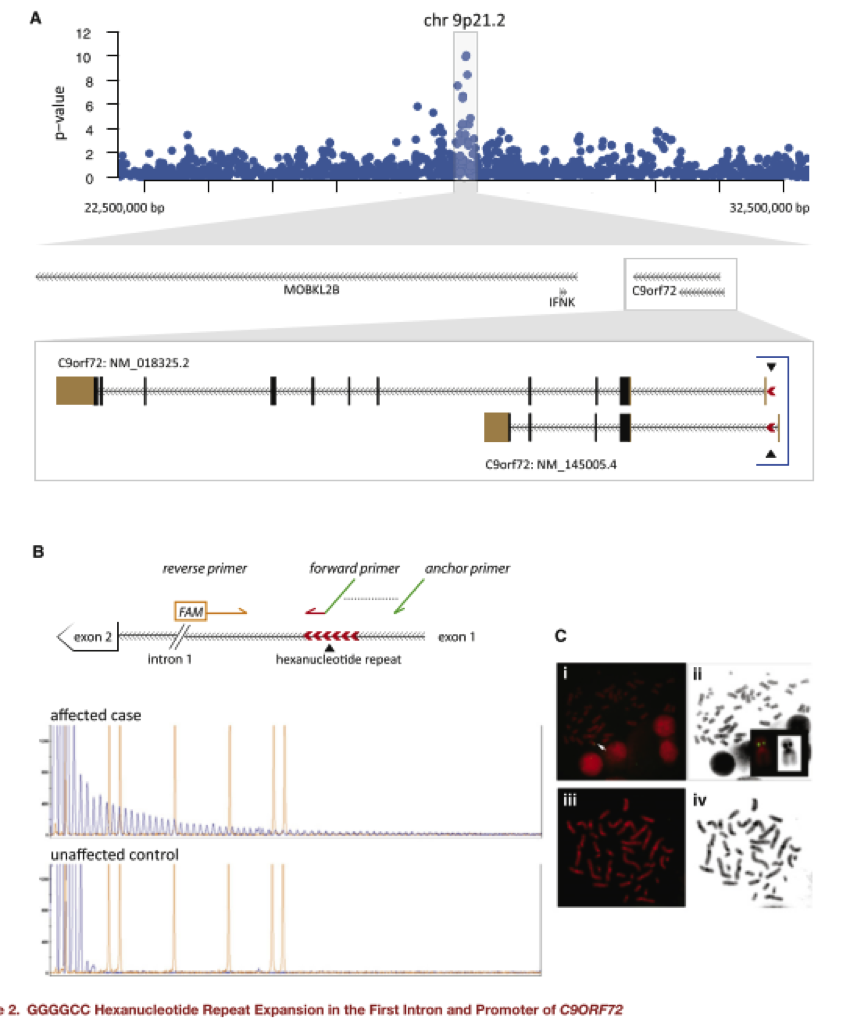 A
chr 9p21.2
12
10
8
6
4
2
0
p-value
22,500,000 bp
32,500,000 bp
MOBKL2B
IFNK
C9orf72
C9orf72: NM_018325.2
C9orf72: NM_145005.4
B
reverse primer
forward primer
anchor primer
FAM
exon 2
exon 1
intron 1
hexanucleotide repeat
affected case
unaffected control
C
i
ii
iii
iv
e 2. GGGGCC Hexanucleotide Repeat Expansion in the First Intron and Promoter of C9ORF72